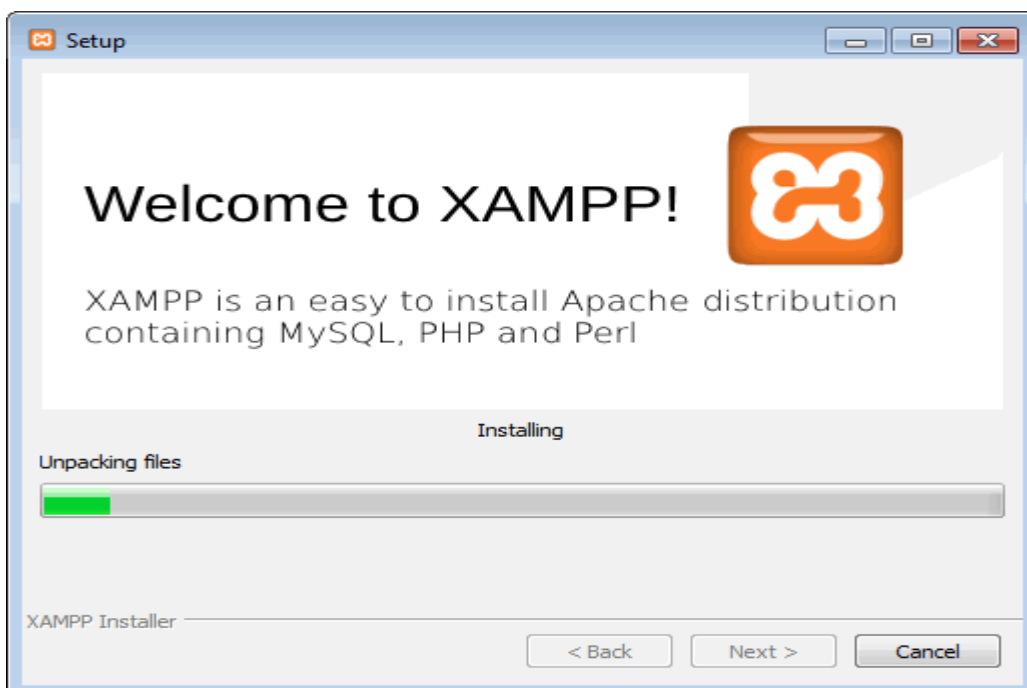 Setup
Welcome to XAMPP!
XAMPP is an easy to install Apache distribution
containing MySQL, PHP and Perl
Installing
Unpacking files
XAMPP Installer
< Back
Next >
Cancel